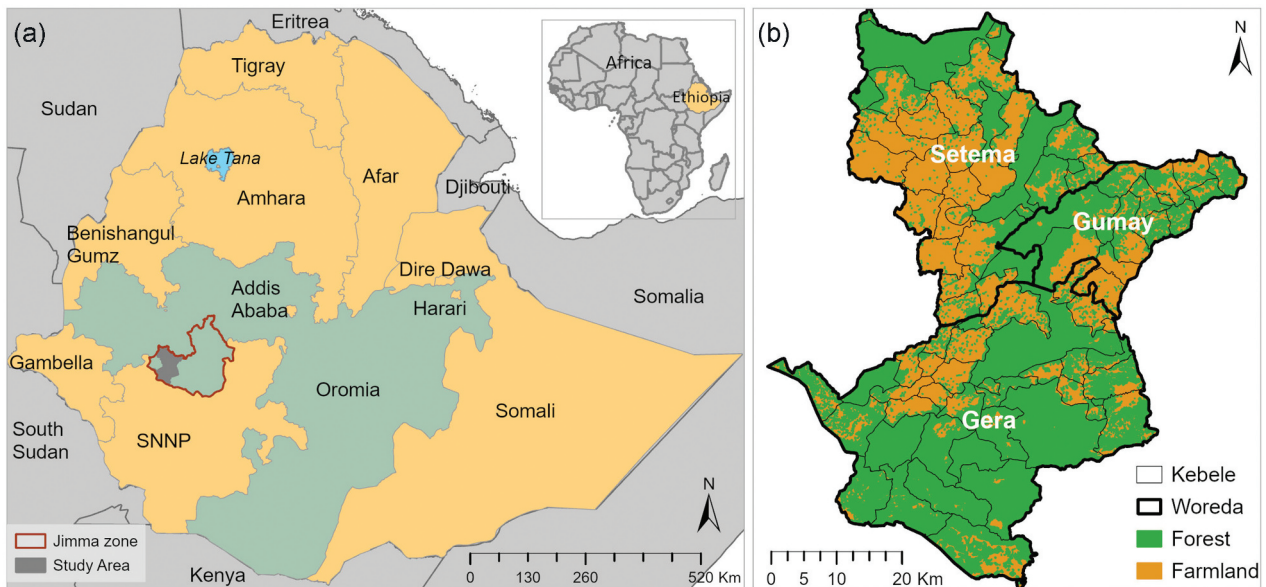 (a)
Eritrea
Tigray
Sudan
Lake Tana
Amhara
Afar
Djibouti
Benishangul
Gumz
Dire Dawa
Addis
Ababa
Harari
Somalia
Gambella
Oromia
Somali
SNNP
South
Sudan
Kenya
Jimma zone
Study Area
N
0 130 260 520 Km
Africa
Ethiopia
(b)
N
Setema
Gumay
Gera
Kebele
Woreda
Forest
Farmland
0 5 10 20 Km